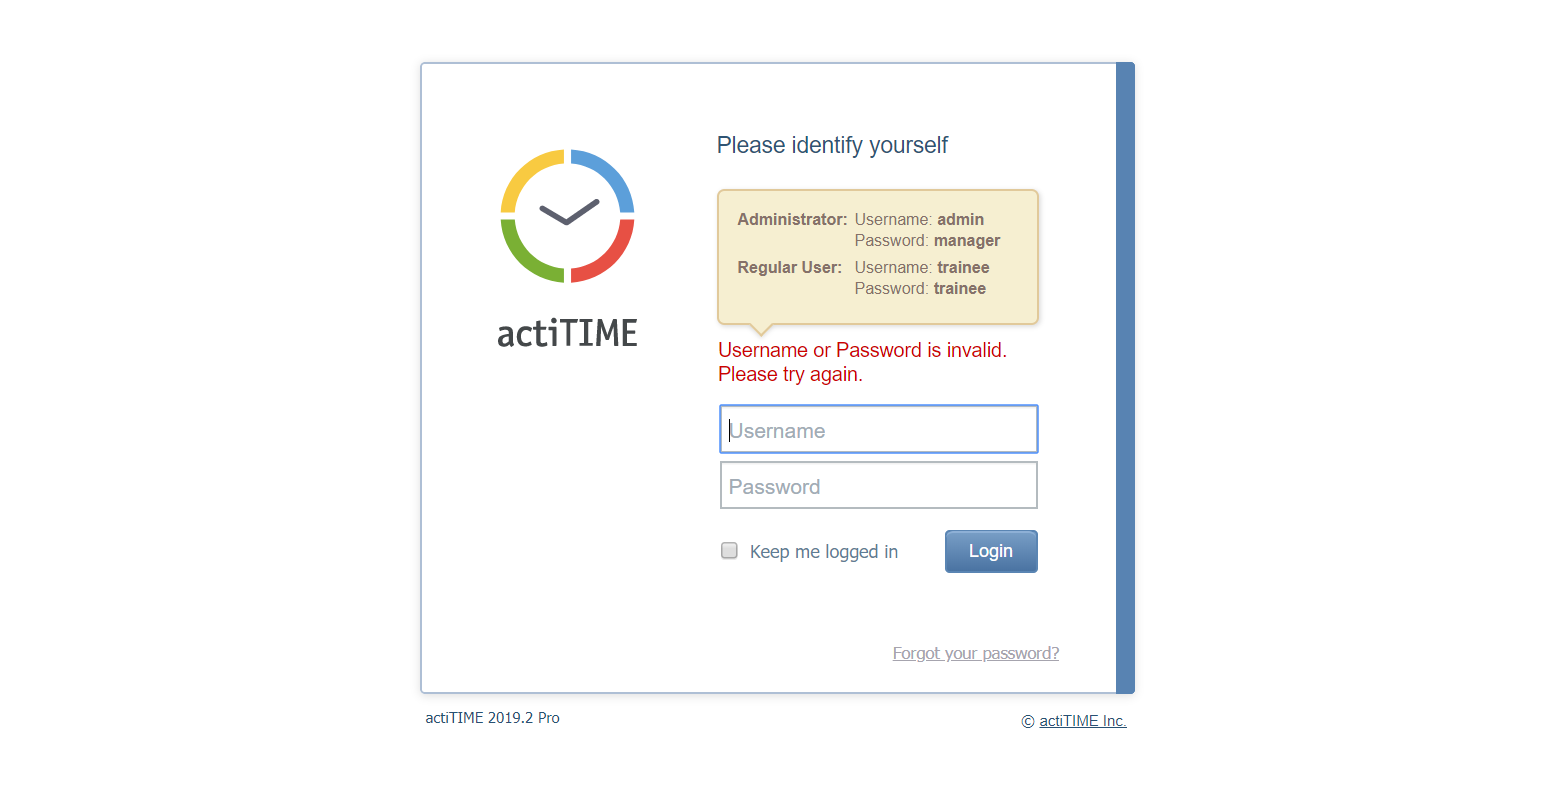 Please identify yourself
Administrator: Username: admin
Password: manager
Regular User: Username: trainee
Password: trainee
actiTIME
Username or Password is invalid.
Please try again.
Username
Password
Keep me logged in
Login
Forgot your password?
actiTIME 2019.2 Pro
© actiTIME Inc.